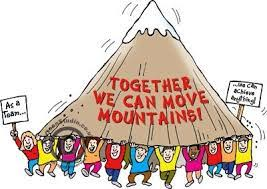 As a
Team...
TOGETHER
WE CAN MOVE
MOUNTAINS!
...We Can
achieve
Anything!